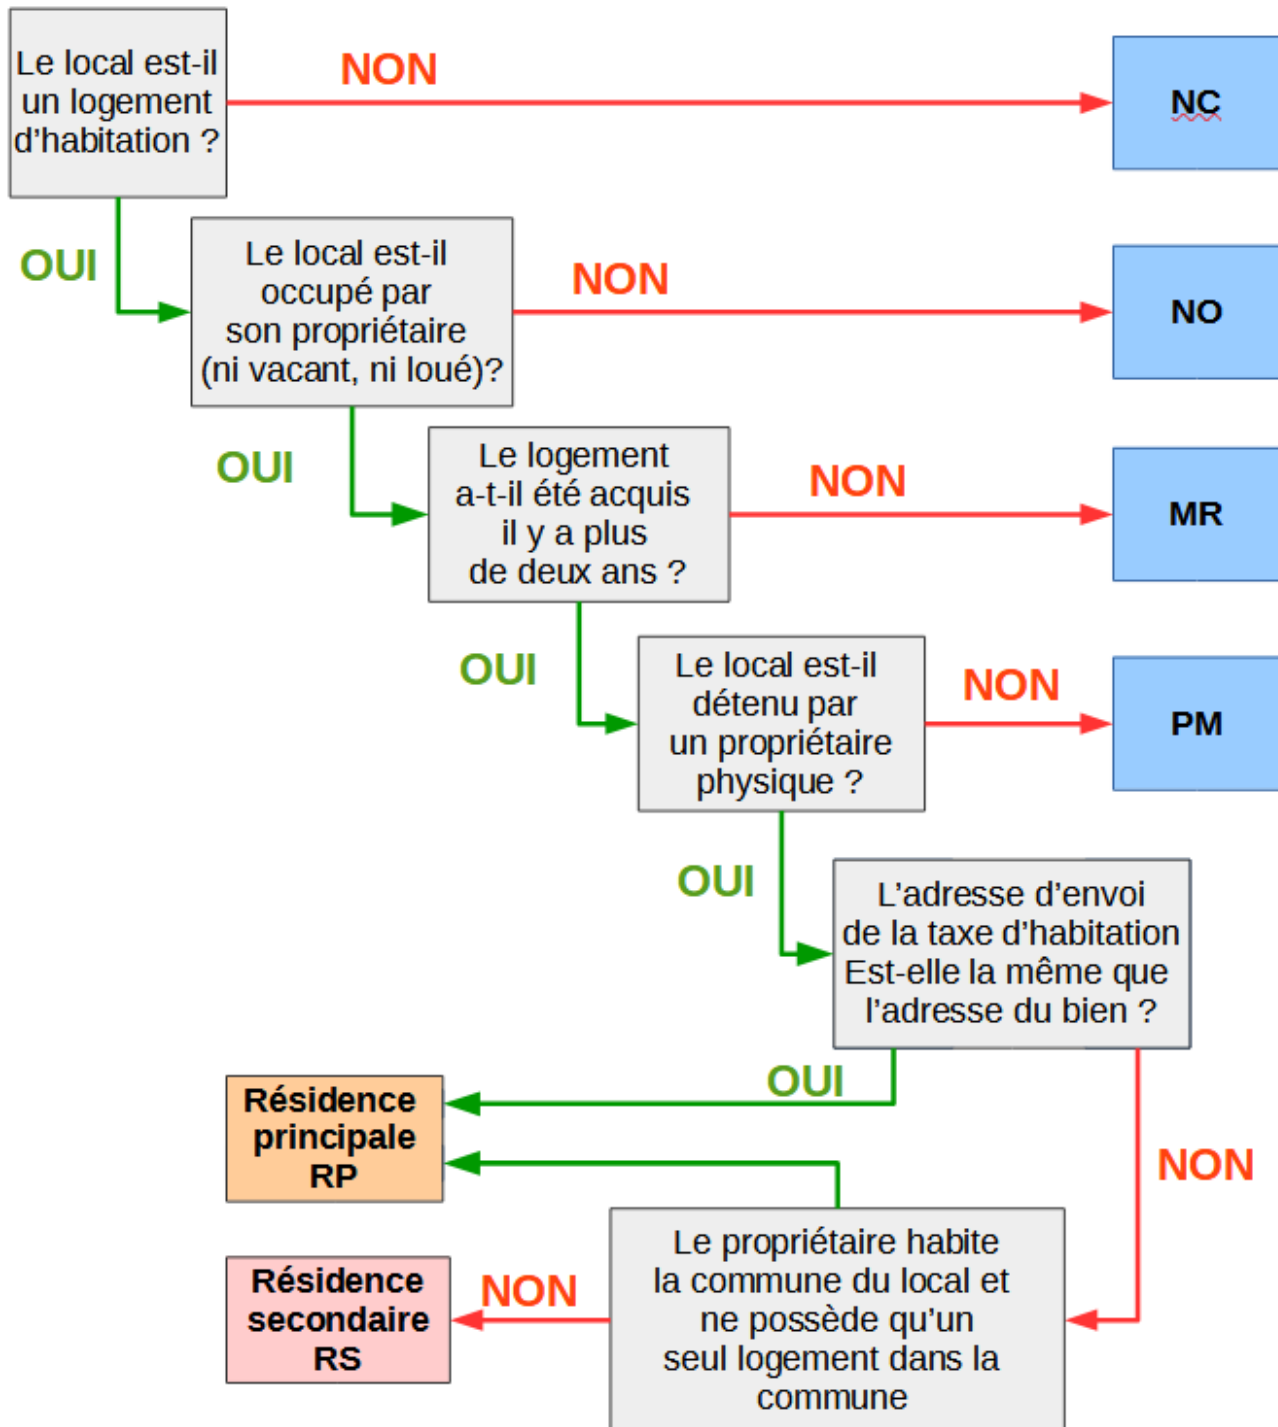 Le local est-il
un logement
d'habitation ?
NON
NC
OUI
Le local est-il
occupé par
son propriétaire
(ni vacant, ni loué)?
NON
NO
OUI
Le logement
a-t-il été acquis
il y a plus
de deux ans ?
NON
MR
OUI
Le local est-il
détenu par
un propriétaire
physique ?
NON
PM
OUI
L'adresse d'envoi
de la taxe d'habitation
Est-elle la même que
l'adresse du bien ?
OUI
NON
Résidence
principale
RP
Le propriétaire habite
la commune du local et
ne possède qu'un
seul logement dans la
commune
NON
Résidence
secondaire
RS